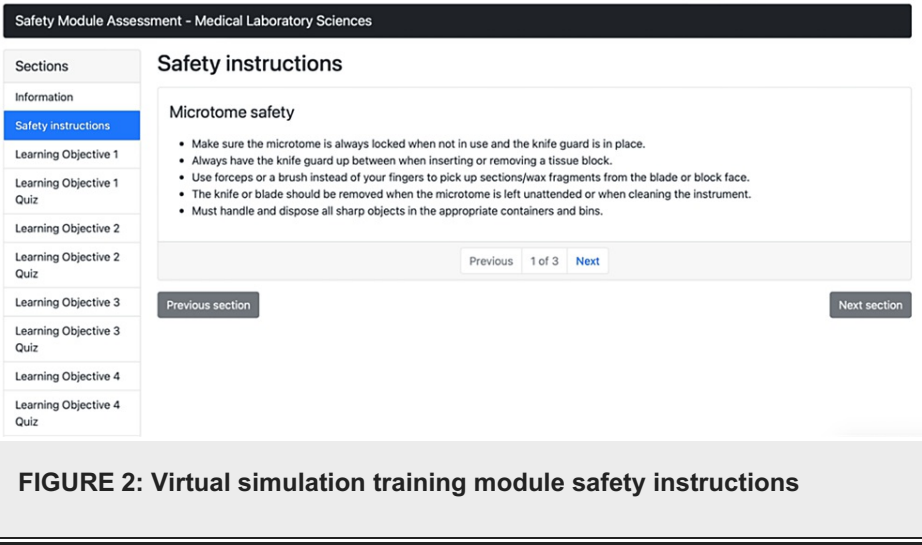 Safety Module Assessment - Medical Laboratory Sciences
Sections
Information
Safety instructions
Learning Objective 1
Learning Objective 1
Quiz
Learning Objective 2
Learning Objective 2
Quiz
Learning Objective 3
Learning Objective 3
Quiz
Learning Objective 4
Learning Objective 4
Quiz
Safety instructions
Microtome safety
• Make sure the microtome is always locked when not in use and the knife guard is in place.
• Always have the knife guard up between when inserting or removing a tissue block.
• Use forceps or a brush instead of your fingers to pick up sections/wax fragments from the blade or block face.
• The knife or blade should be removed when the microtome is left unattended or when cleaning the instrument.
• Must handle and dispose all sharp objects in the appropriate containers and bins.
Previous 1 of 3 Next
Previous section Next section
FIGURE 2: Virtual simulation training module safety instructions